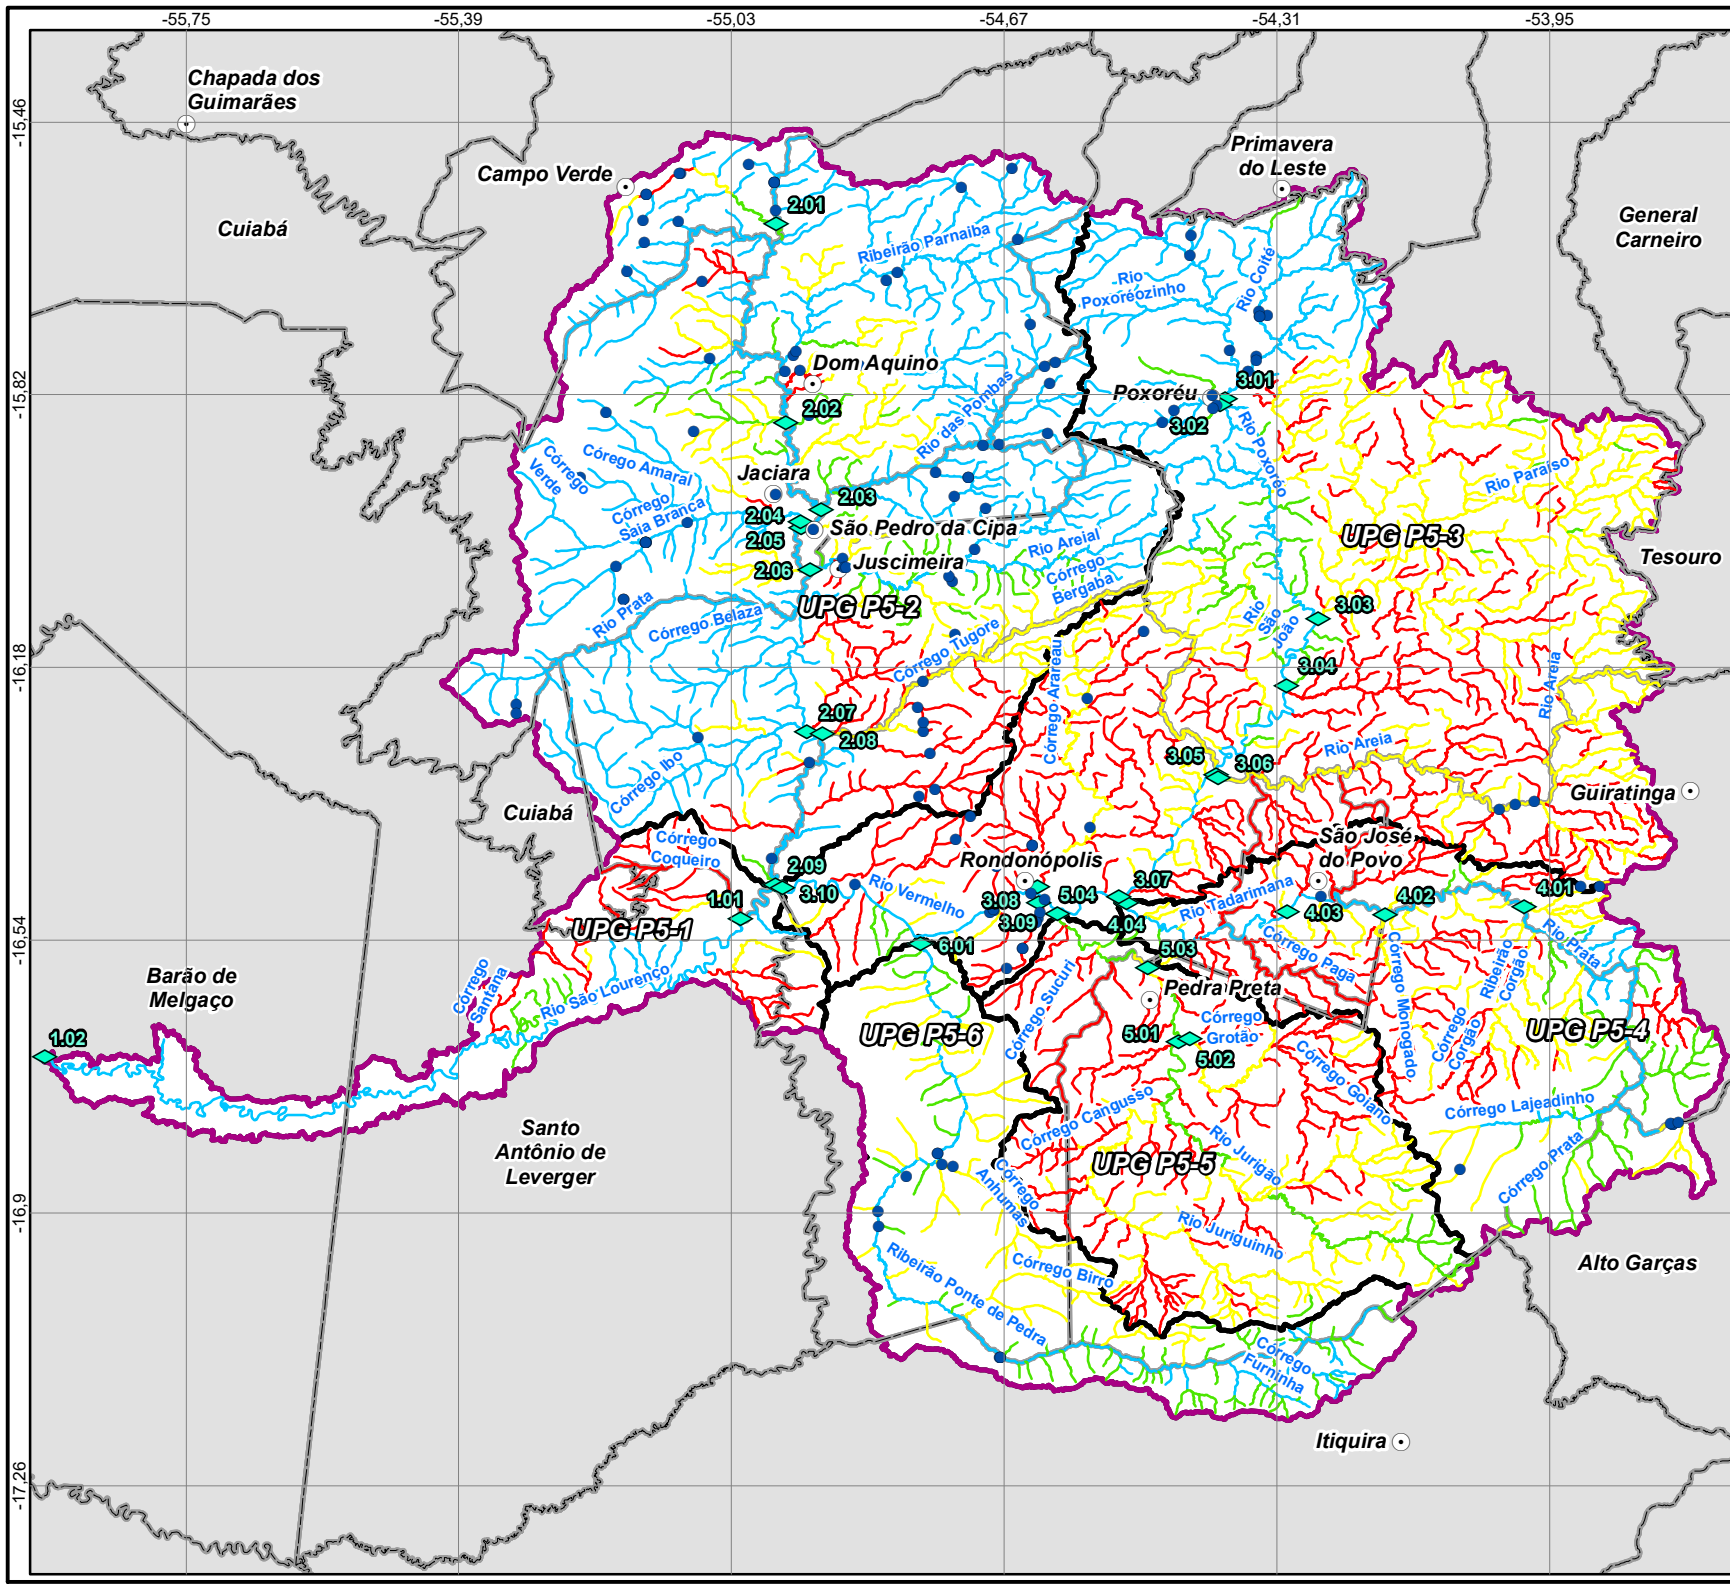 -55,75
-55,39
-55,03
-54,67
-54,31
-53,95
-15,46
-15,82
-16,18
-16,54
-16,9
-17,26
Chapada dos
Guimarães
Campo Verde
Cuiabá
Primavera
do Leste
General
Carneiro
2.01
Ribeirão Parnaiba
Rio
Poxoréozinho
Rio Coité
Dom Aquino
2.02
Rio das Pombas
Poxoréu
3.01
3.02
Rio Poxoréo
Córego Amaral
Córrego
Verde
Córrego
Saia Branca
Jaciara
2.03
2.04
2.05
São Pedro da Cipa
2.06
Juscimeira
Rio Areial
Córrego
Bergaba
Rio Paraíso
UPG P5-3
Tesouro
UPG P5-2
Rio Prata
Córrego Belaza
Córrego Tugore
Córrego Arareau
Rio
São
João
3.03
3.04
Rio Areia
2.07
2.08
Córrego Ibo
3.05
3.06
Rio Areia
Guiratinga
Cuiabá
Córrego
Coqueiro
2.09
3.10
1.01
UPG P5-1
Rio Vermelho
Rondonópolis
3.08
3.09
5.04
3.07
4.04
São José
do Povo
Rio Tadarimana
4.03
4.02
4.01
6.01
5.03
Córrego Paga
Córrego Monogado
Ribeirão
Corgão
Rio Prata
Barão de
Melgaço
Córrego
Santana
Rio São Lourenço
1.02
UPG P5-6
Córrego Sucuri
Pedra Preta
5.01
Córrego
Grotão
5.02
Córrego
Corgão
UPG P5-4
Córrego Goiano
Córrego Lajeadinho
Córrego Prata
Santo
Antônio de
Leverger
Córrego Cangusso
UPG P5-5
Rio Jurigão
Córrego
Anhumas
Rio Juriguinho
Córrego Birro
Ribeirão Ponte de Pedra
Córrego
Furninha
Alto Garças
Itiquira